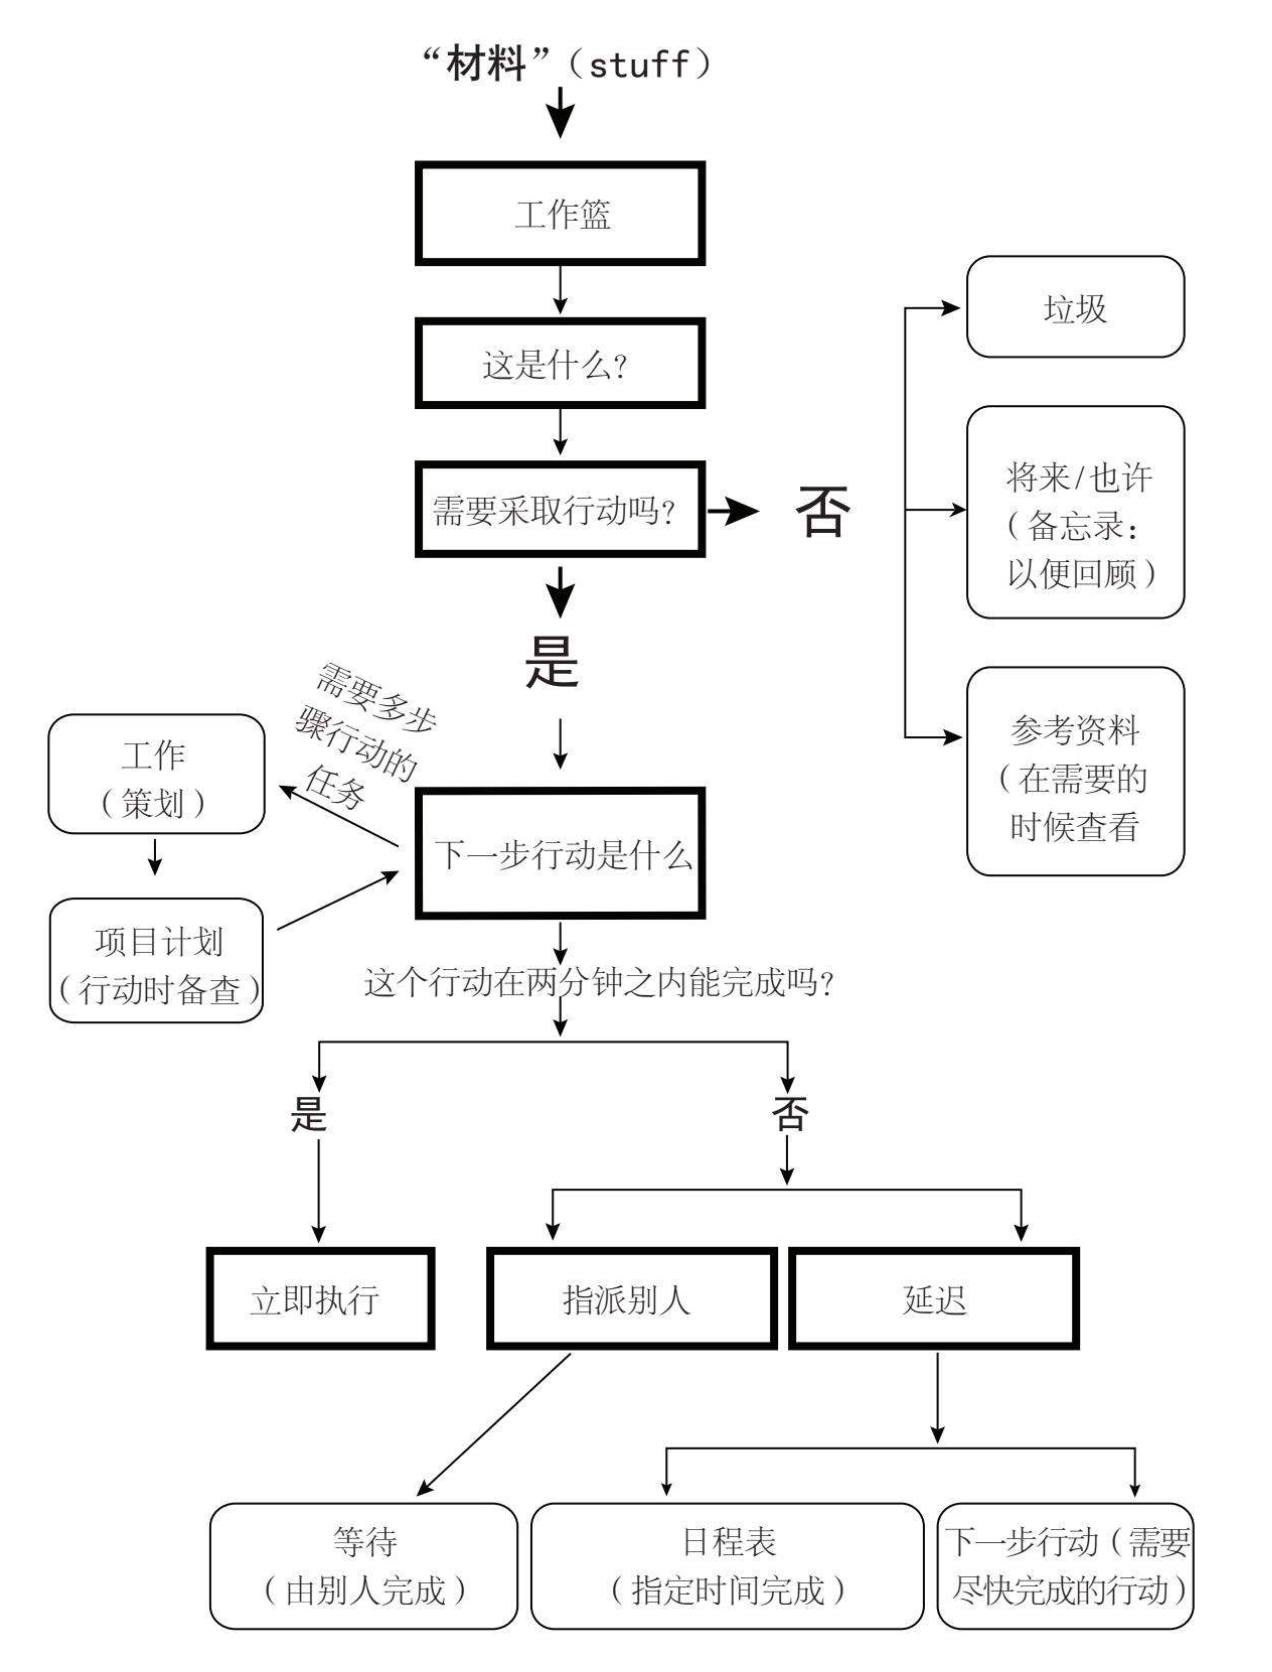 “材料”（stuff）
工作篮
这是什么？
需要采取行动吗？
否
垃圾
将来/也许
（备忘录：
以便回顾）
参考资料
（在需要的
时候查看
是
需要多步
骤行动的
任务
工作
（策划）
下一步行动是什么
项目计划
（行动时备查）
这个行动在两分钟之内能完成吗？
是
否
立即执行
指派别人
延迟
等待
（由别人完成）
日程表
（指定时间完成）
下一步行动（需要
尽快完成的行动）